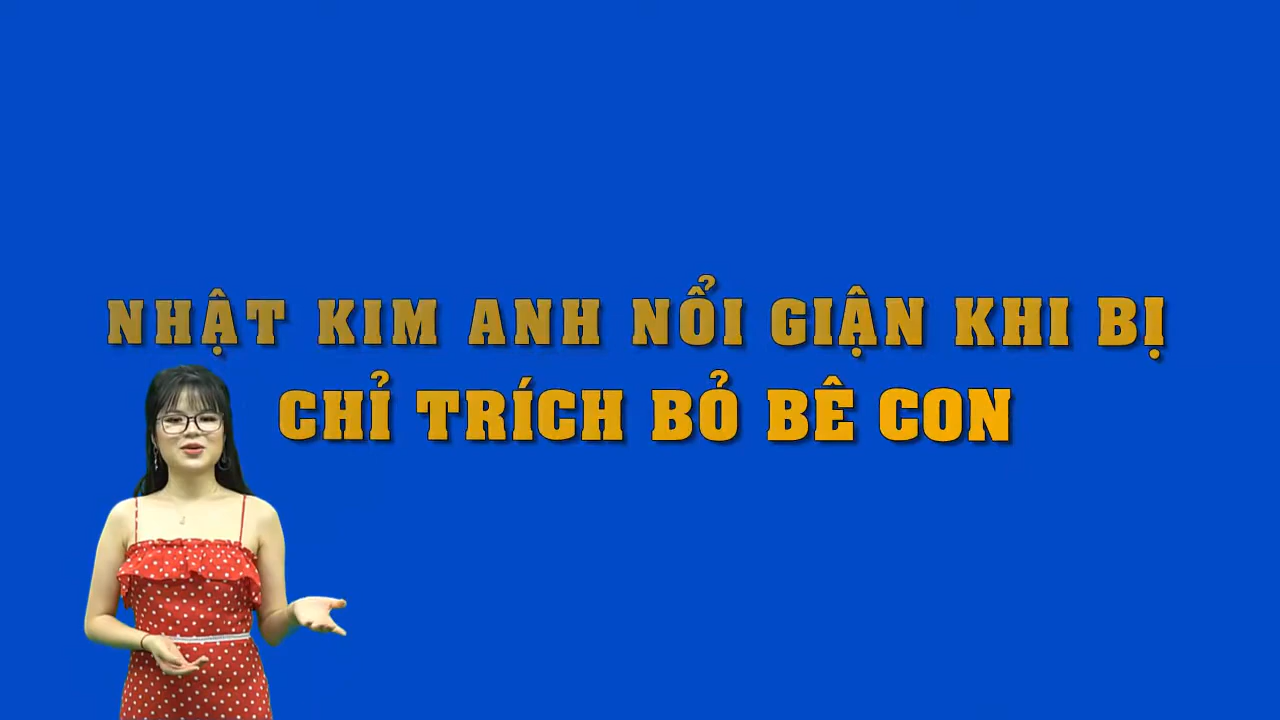 NHẬT KIM ANH NỔI GIẬN KHI BỊ
CHỈ TRÍCH BỎ BÊ CON